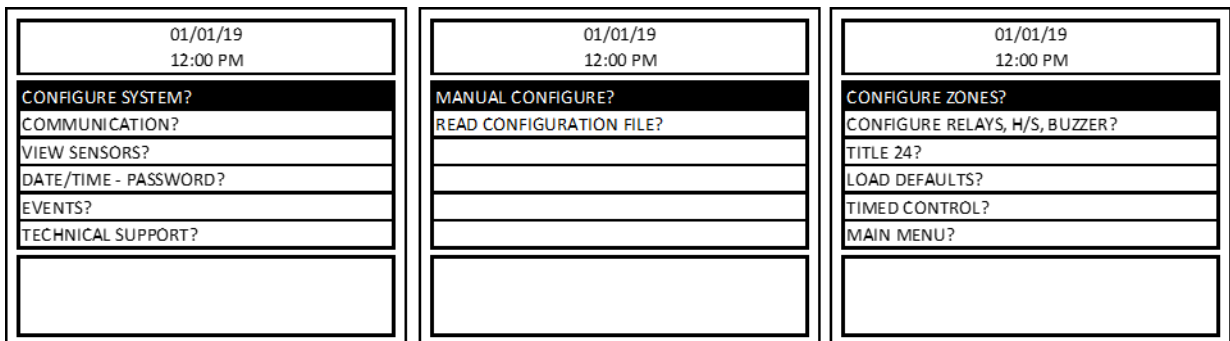 01/01/19
12:00 PM
CONFIGURE SYSTEM?
COMMUNICATION?
VIEW SENSORS?
DATE/TIME - PASSWORD?
EVENTS?
TECHNICAL SUPPORT?
01/01/19
12:00 PM
MANUAL CONFIGURE?
READ CONFIGURATION FILE?
01/01/19
12:00 PM
CONFIGURE ZONES?
CONFIGURE RELAYS, H/S, BUZZER?
TITLE 24?
LOAD DEFAULTS?
TIMED CONTROL?
MAIN MENU?